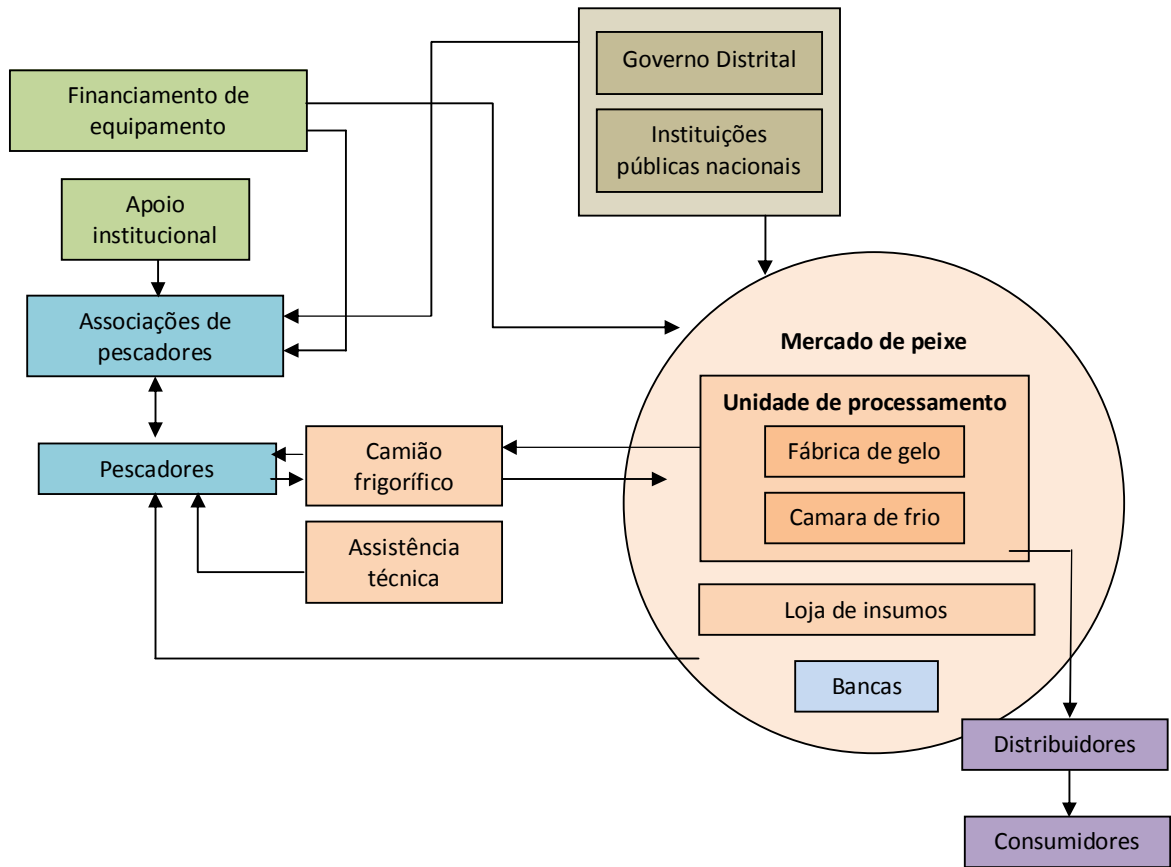 Governo Distrital
Instituições
públicas nacionais
Financiamento de
equipamento
Apoio
institucional
Associações de
pescadores
Pescadores
Camião
frigorífico
Assistência
técnica
Mercado de peixe
Unidade de processamento
Fábrica de gelo
Camara de frio
Loja de insumos
Bancas
Distribuidores
Consumidores